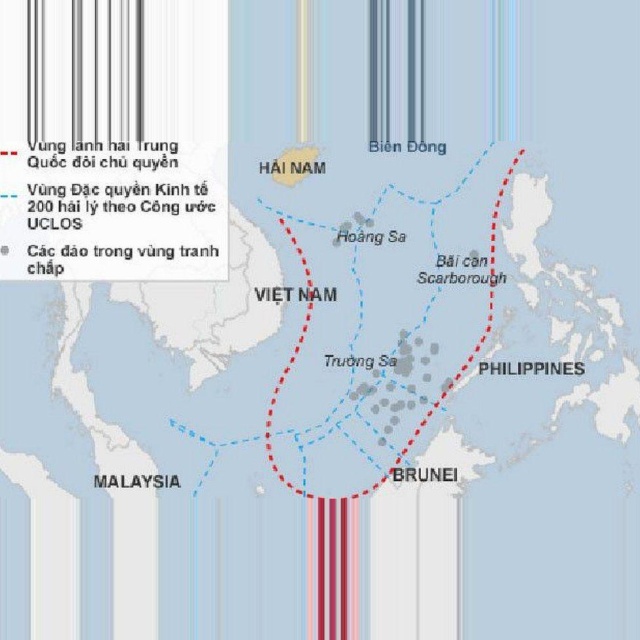 Vùng lãnh hải Trung
Quốc đòi chủ quyền
Vùng Đặc quyền Kinh tế
200 hải lý theo Công ước
UCLOS
Các đảo trong vùng tranh
chấp
Biển Đông
HẢI NAM
Hoàng Sa
Bãi cạn
Scarborough
VIỆT NAM
Trường Sa
PHILIPPINES
MALAYSIA
BRUNEI